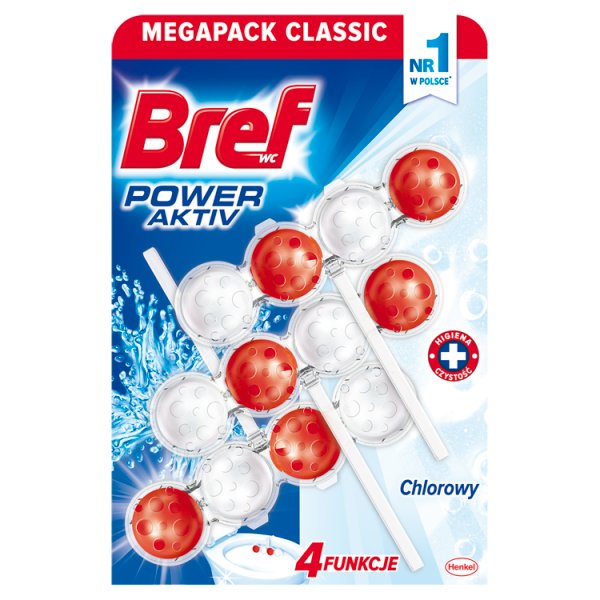 MEGAPACK CLASSIC
NR 1
W POLSCE*
Bref
WC
POWER
AKTIV
HIGIENA
CZYSTOŚĆ
Chlorowy
4 FUNKCJE
Henkel